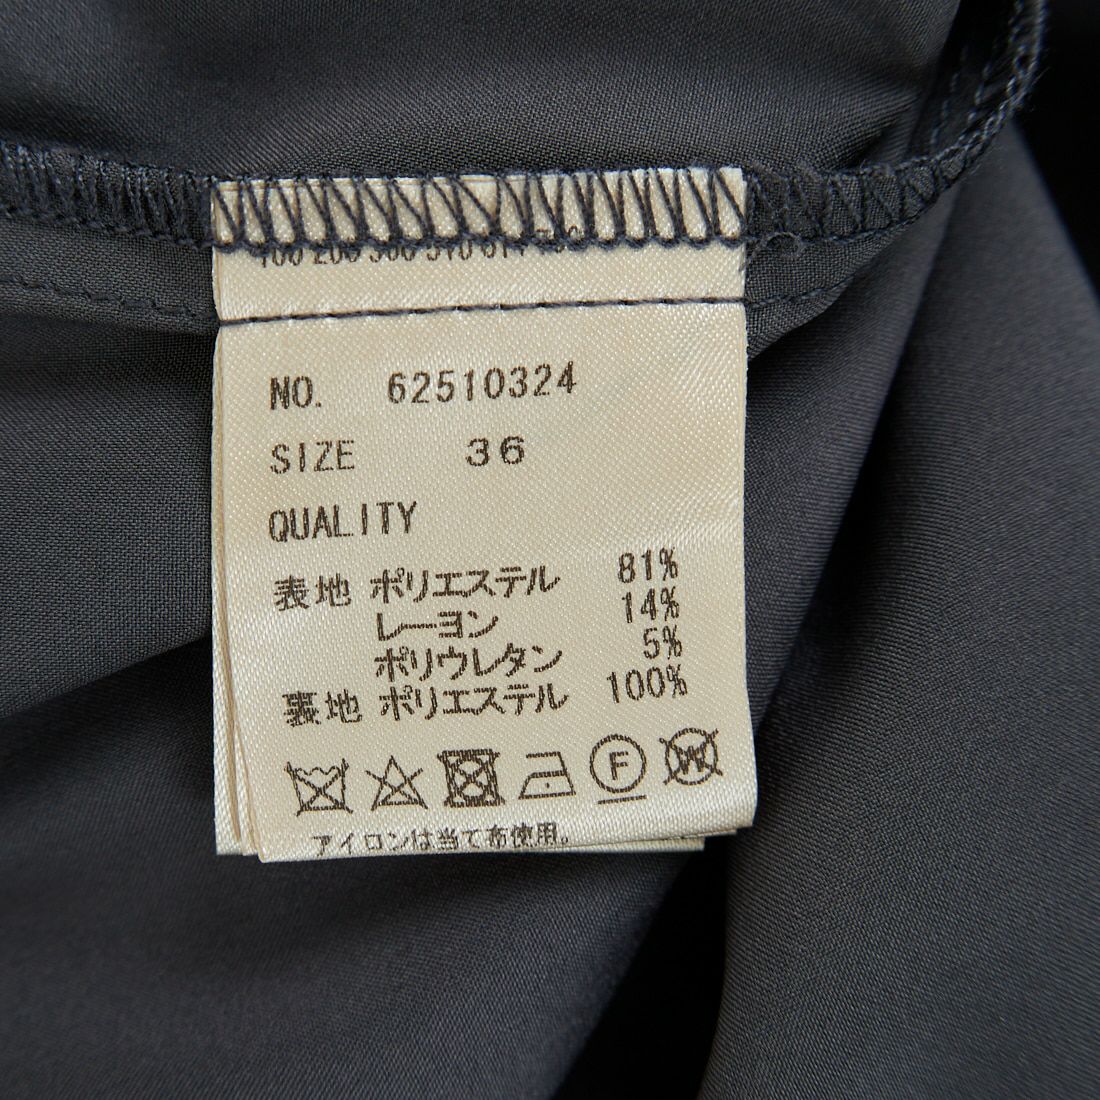 NO. 62510324
SIZE 36
QUALITY
表地 ポリエステル 81%
レーヨン 14%
ポリウレタン 5%
裏地 ポリエステル 100%
F W
アイロンは当て布使用。